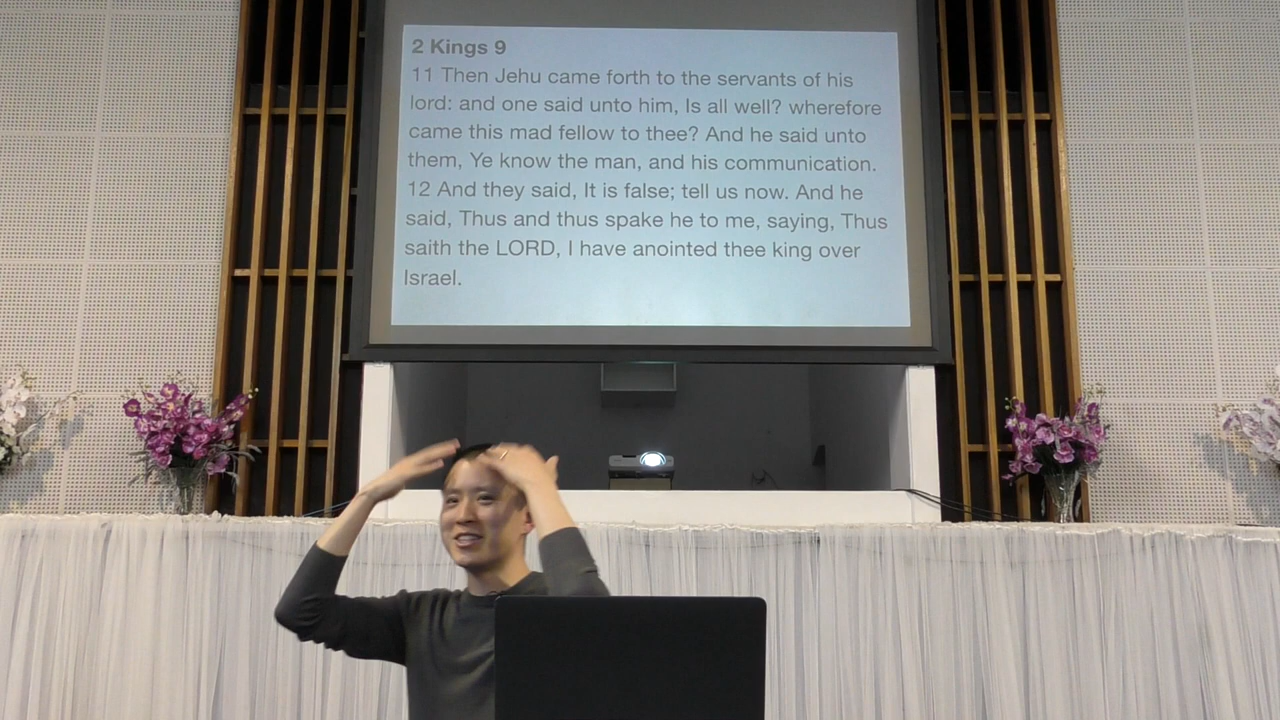 2 Kings 9
11 Then Jehu came forth to the servants of his
lord: and one said unto him, Is all well? wherefore
came this mad fellow to thee? And he said unto
them, Ye know the man, and his communication.
12 And they said, It is false; tell us now. And he
said, Thus and thus spake he to me, saying, Thus
saith the LORD, I have anointed thee king over
Israel.